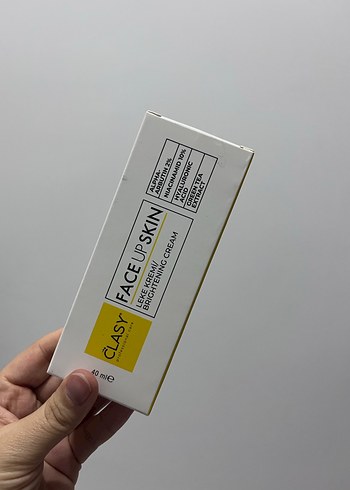 ALPHA-
ARBUTIN 2%
NIACINAMID 10%
HYALURONIC
ACID
GREEN TEA
EXTRACT
FACE UP SKIN
LEKE KREMİ/
BRIGHTENING CREAM
CLASY
40 ml ℮